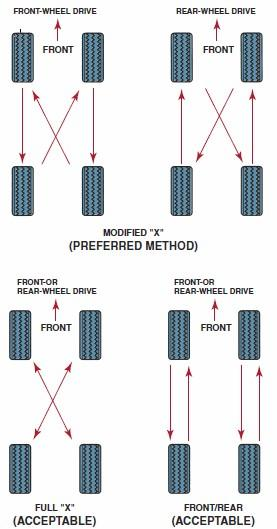 FRONT-WHEEL DRIVE
FRONT
REAR-WHEEL DRIVE
FRONT
MODIFIED "X"
(PREFERRED METHOD)
FRONT-OR
REAR-WHEEL DRIVE
FRONT
FRONT-OR
REAR-WHEEL DRIVE
FRONT
FULL "X"
(ACCEPTABLE)
FRONT/REAR
(ACCEPTABLE)